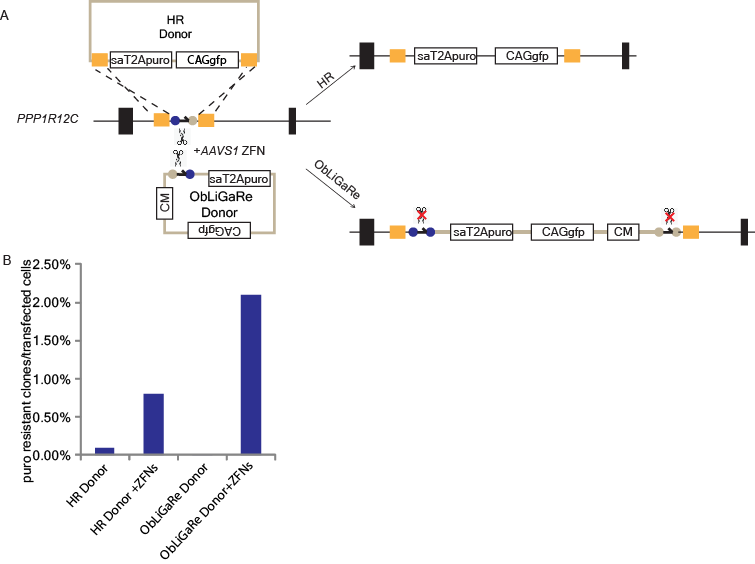 A
HR
Donor
saT2Apuro
CAGgfp
HR
saT2Apuro
CAGgfp
PPP1R12C
+AAVS1 ZFN
ObLiGaRe
saT2Apuro
CM
ObLiGaRe
Donor
CAGgfp
saT2Apuro
CAGgfp
CM
B
puro resistant clones/transfected cells
2.50%
2.00%
1.50%
1.00%
0.50%
0.00%
HR Donor
HR Donor +ZFNs
ObLiGaRe Donor
ObLiGaRe Donor+ZFNs